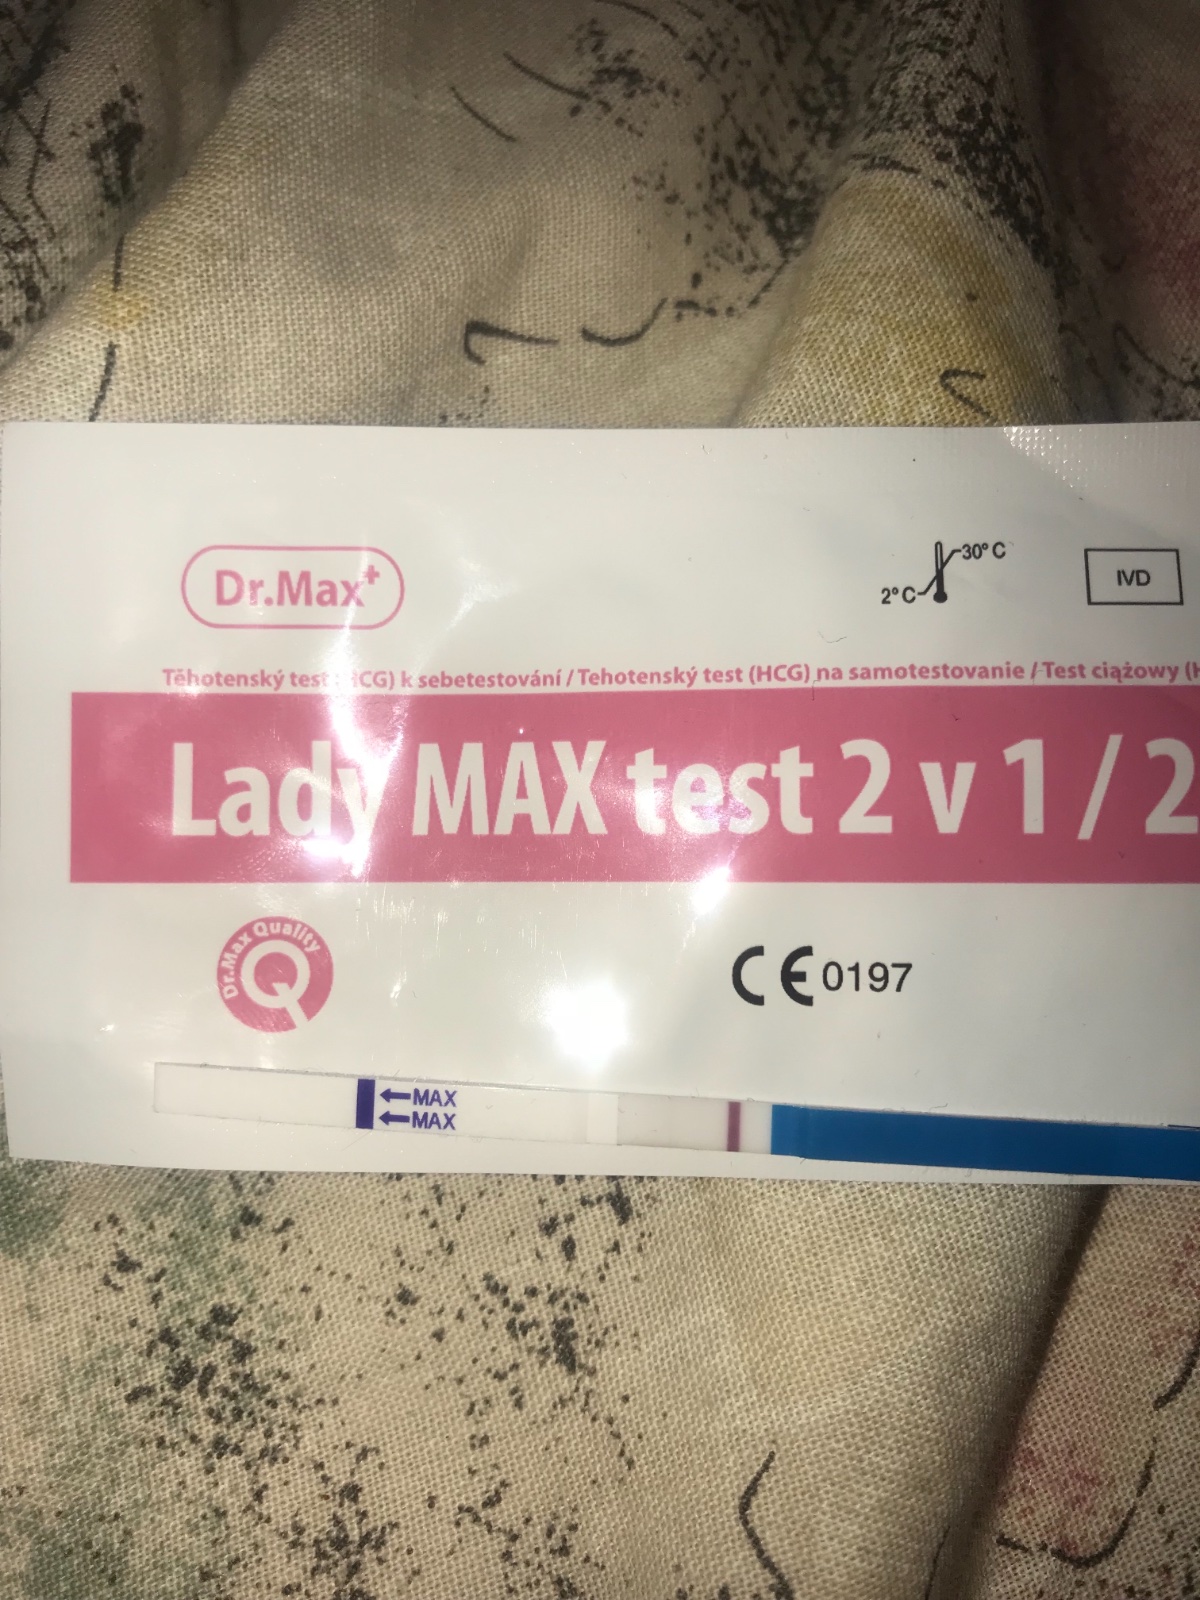 Dr.Max+
30°C
2°C
IVD
Těhotenský test HCG) k sebetestování / Tehotenský test (HCG) na samotestovanie / Test ciążowy (H
Lady MAX test 2 v 1 / 2
Dr.Max Quality
Q
CE 0197
←MAX
←MAX